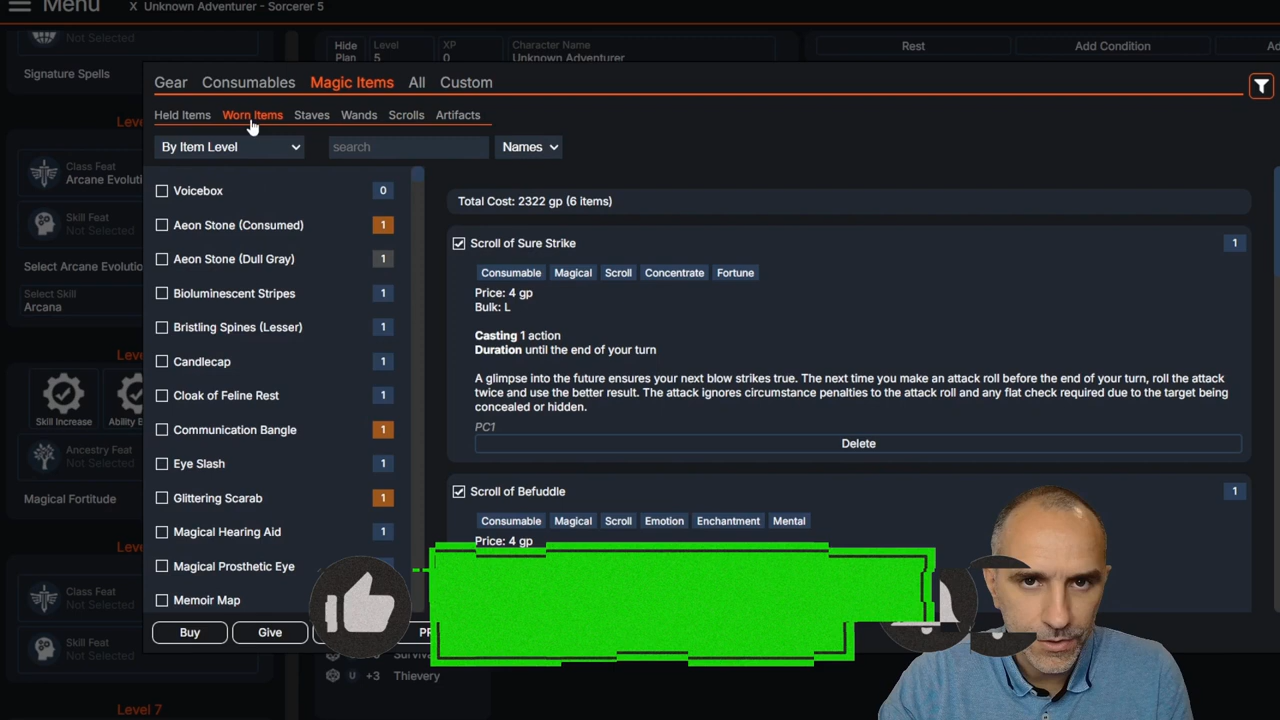 Menu
X Unknown Adventurer - Sorcerer 5
Not Selected
Signature Spells
Hide Plan
Level
5
XP
0
Character Name
Unknown Adventurer
Rest
Add Condition
Gear Consumables Magic Items All Custom
Held Items Worn Items Staves Wands Scrolls Artifacts
By Item Level
search
Names
Class Feat
Arcane Evolutio
Skill Feat
Not Selected
Select Arcane Evolutio
Select Skill
Arcana
Skill Increase
Ability
Ancestry Feat
Not Selected
Magical Fortitude
Class Feat
Not Selected
Skill Feat
Not Selected
Level 7
Voicebox 0
Aeon Stone (Consumed) 1
Aeon Stone (Dull Gray) 1
Bioluminescent Stripes 1
Bristling Spines (Lesser) 1
Candlecap 1
Cloak of Feline Rest 1
Communication Bangle 1
Eye Slash 1
Glittering Scarab 1
Magical Hearing Aid 1
Magical Prosthetic Eye
Memoir Map
Buy Give
Total Cost: 2322 gp (6 items)
Scroll of Sure Strike 1
Consumable Magical Scroll Concentrate Fortune
Price: 4 gp
Bulk: L
Casting 1 action
Duration until the end of your turn
A glimpse into the future ensures your next blow strikes true. The next time you make an attack roll before the end of your turn, roll the attack
twice and use the better result. The attack ignores circumstance penalties to the attack roll and any flat check required due to the target being
concealed or hidden.
PC1
Delete
Scroll of Befuddle 1
Consumable Magical Scroll Emotion Enchantment Mental
Price: 4 gp
U +3 Thievery